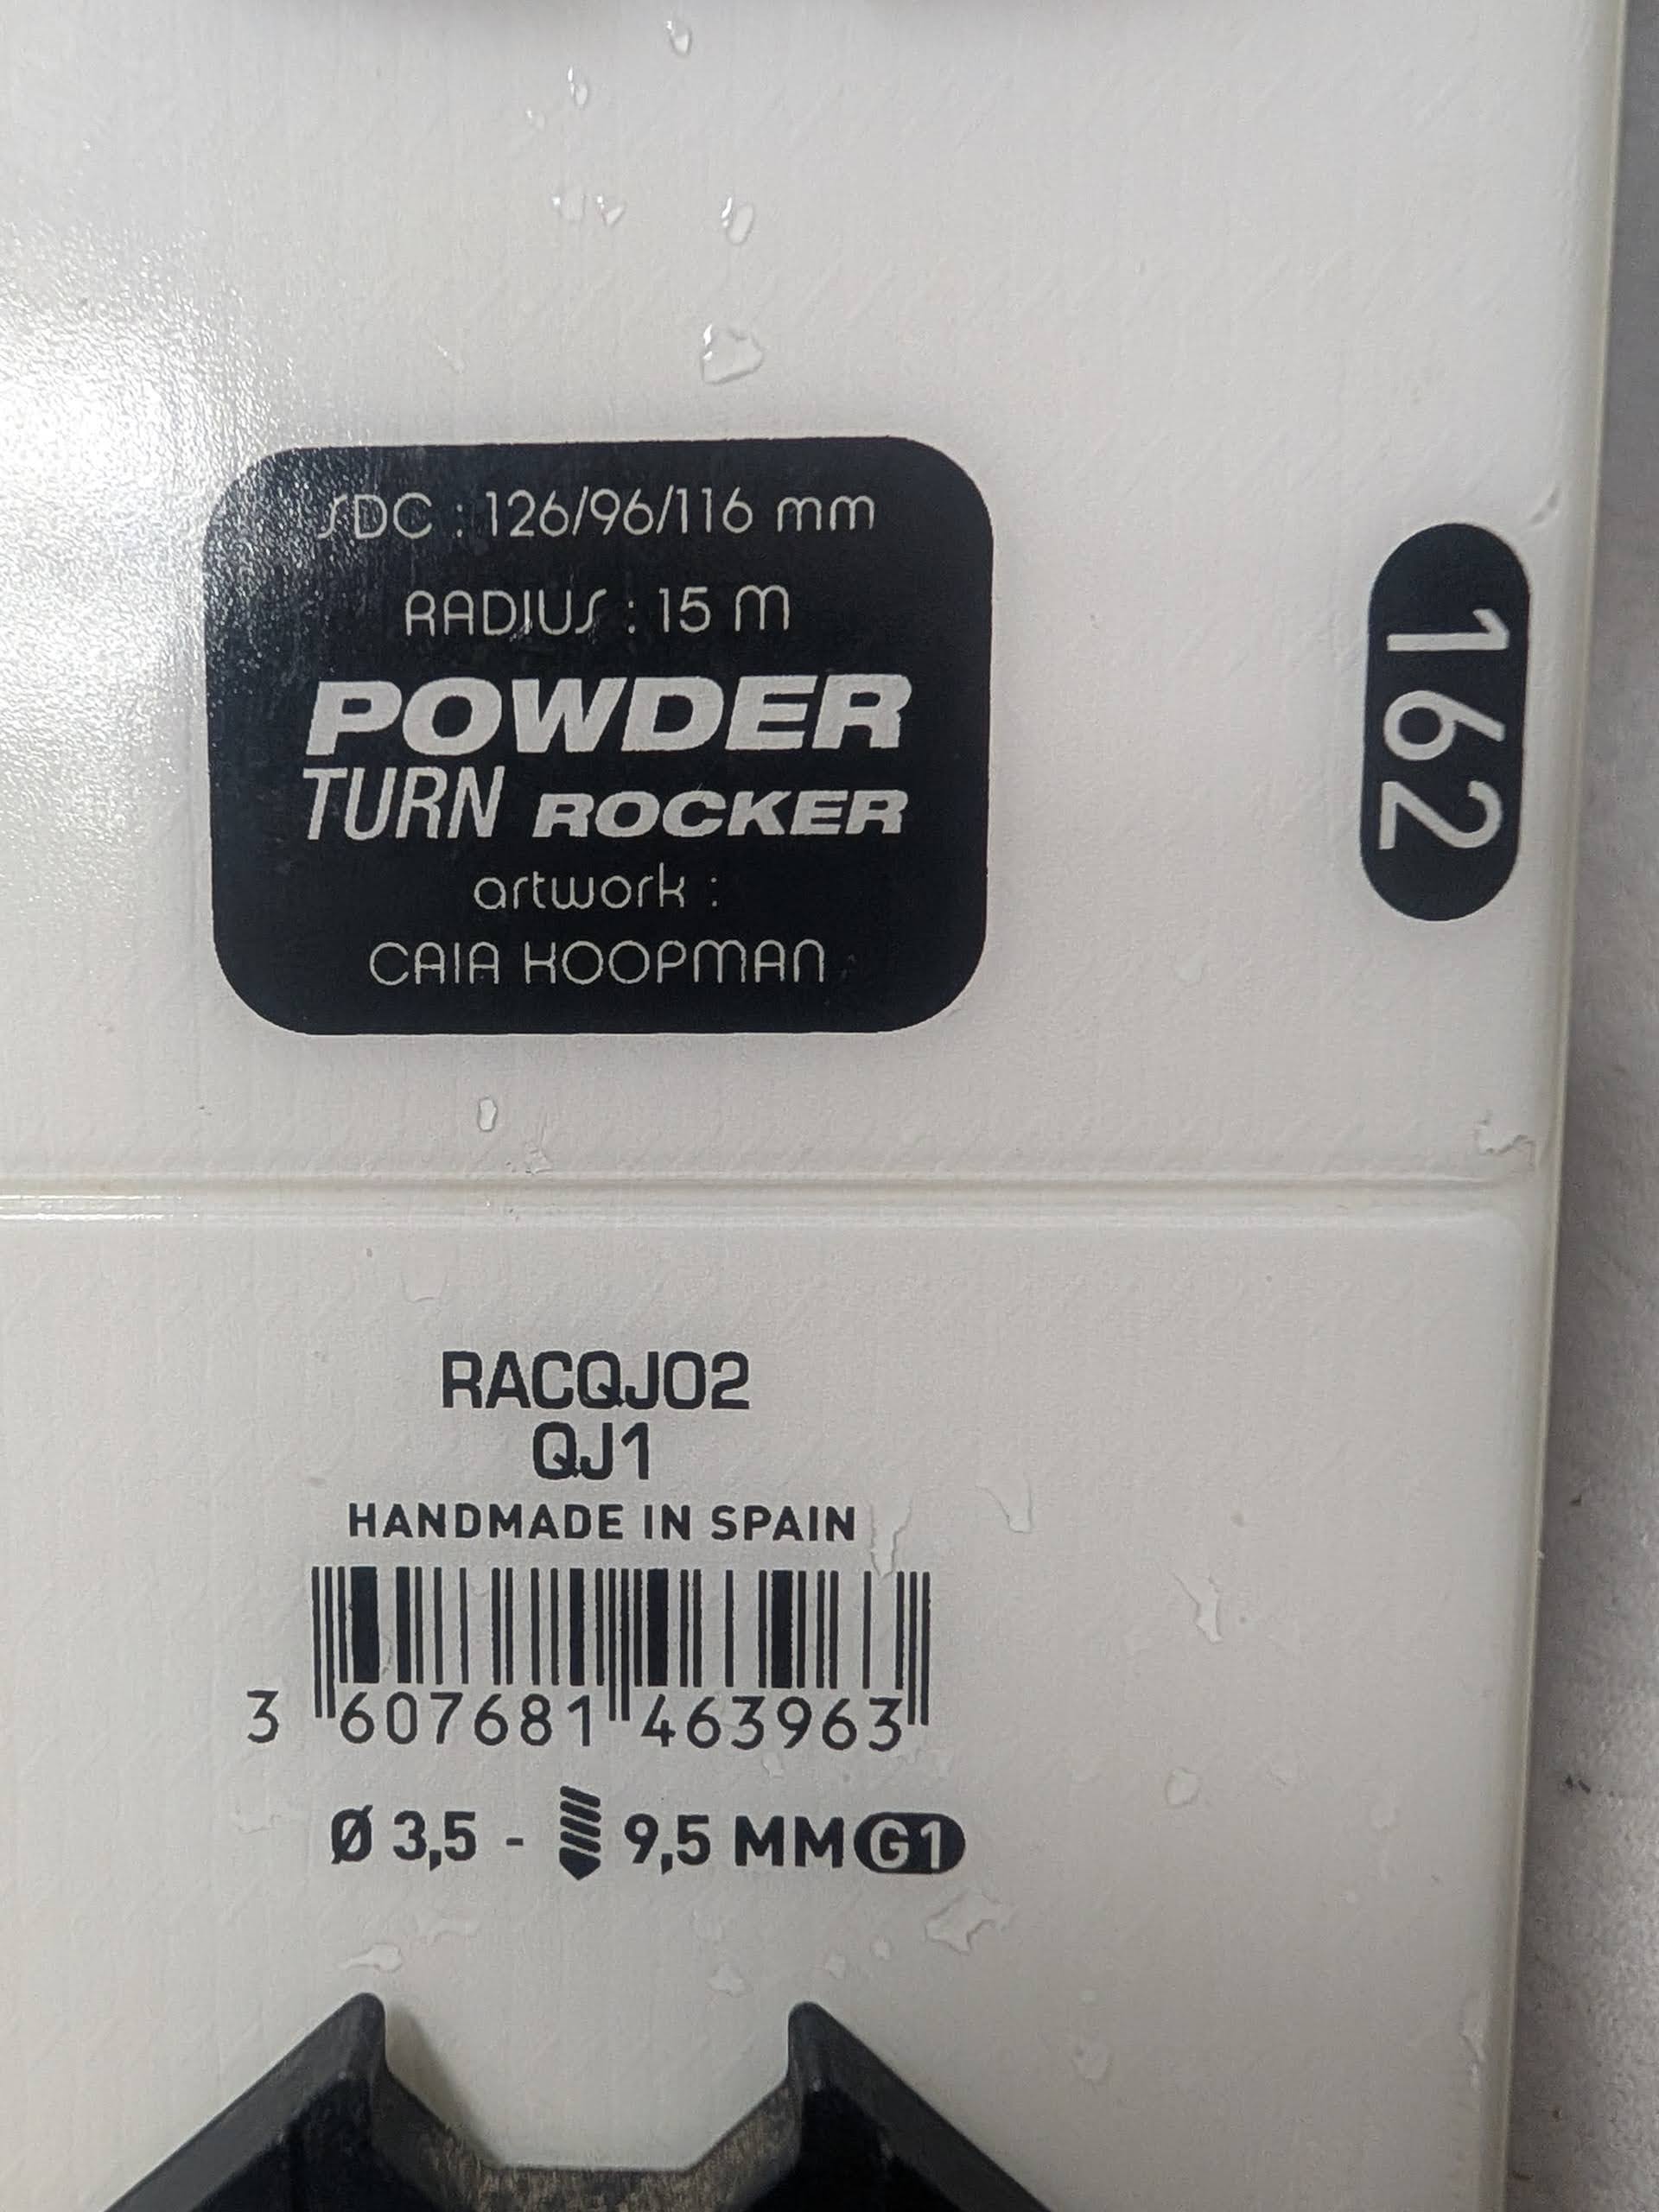 SDC : 126/96/116 mm
RADIUS : 15 M
POWDER
TURN ROCKER
artwork :
CAIA KOOPMAN
162
RACQJ02
QJ1
HANDMADE IN SPAIN
3 607681 463963
Ø 3,5 - 9,5 MM G1